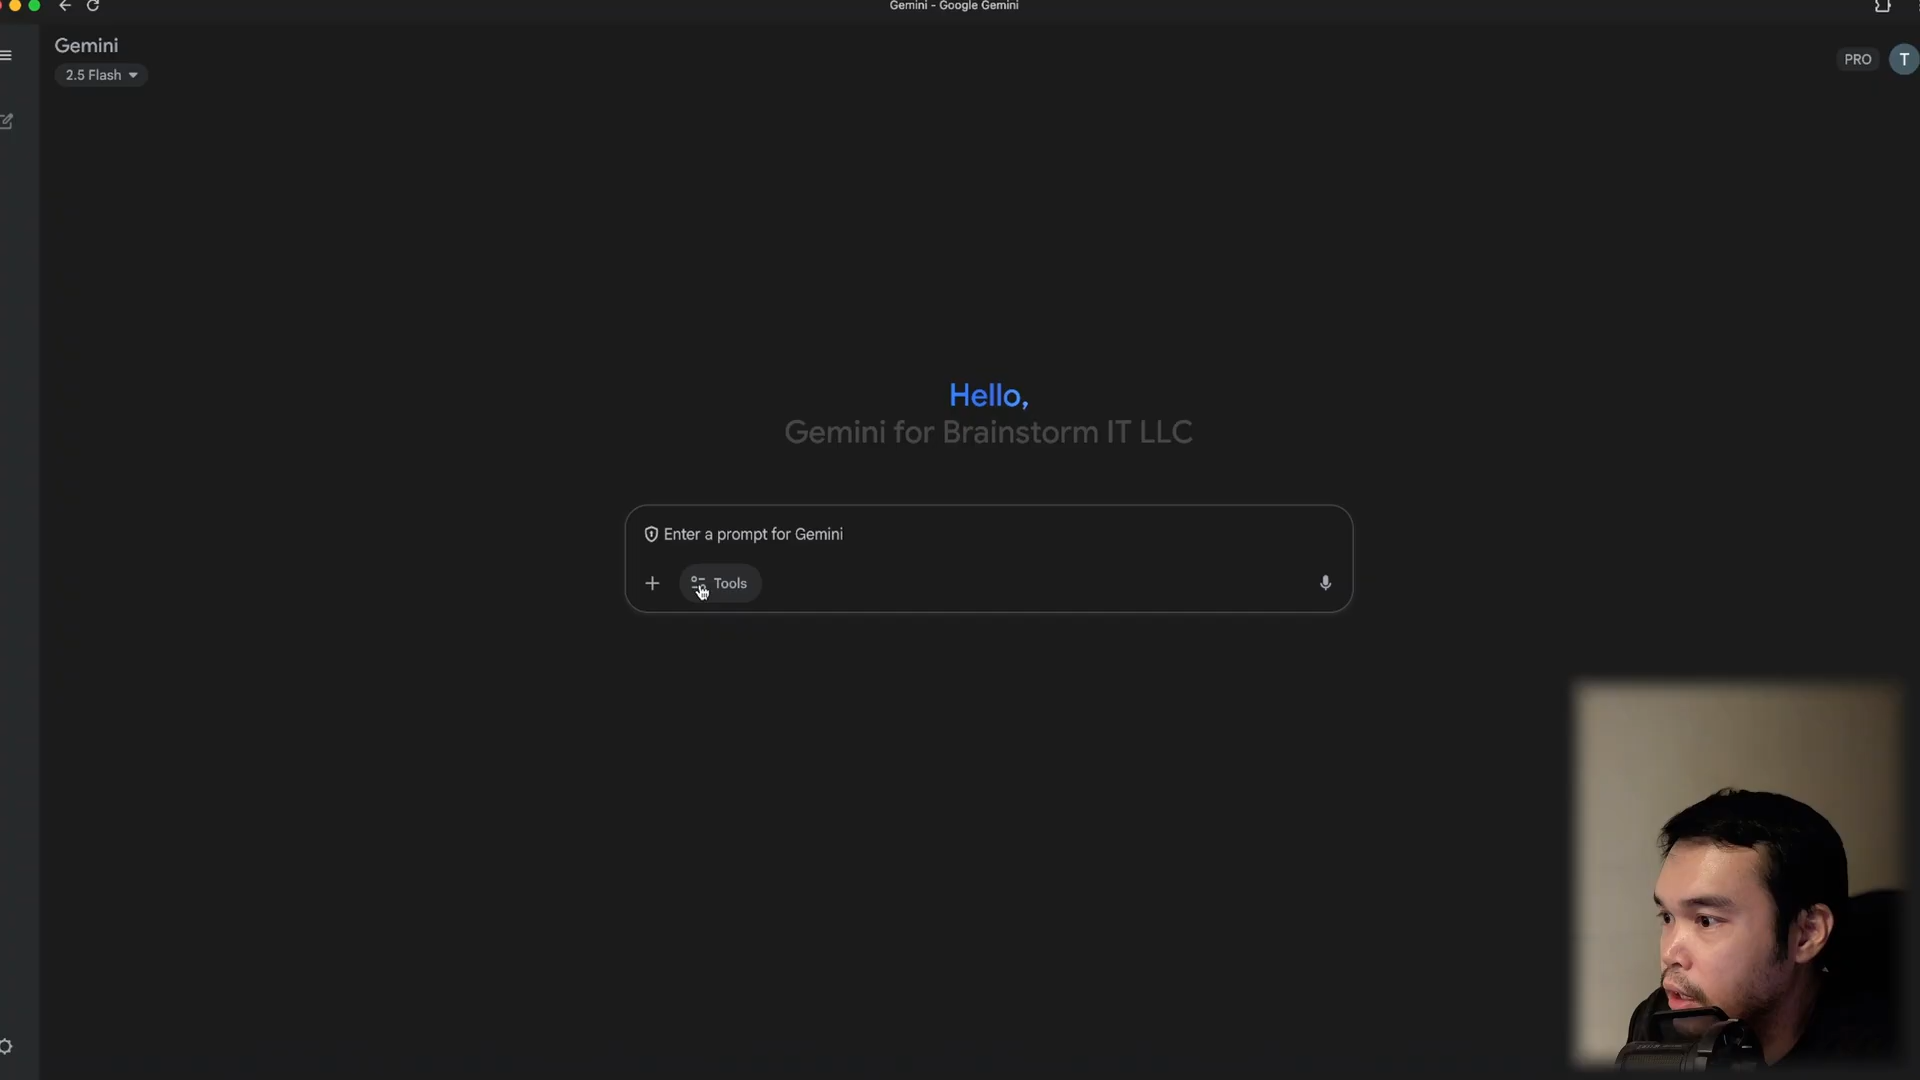 Gemini - Google Gemini
Gemini
2.5 Flash
PRO
T
Hello,
Gemini for Brainstorm IT LLC
Enter a prompt for Gemini
Tools